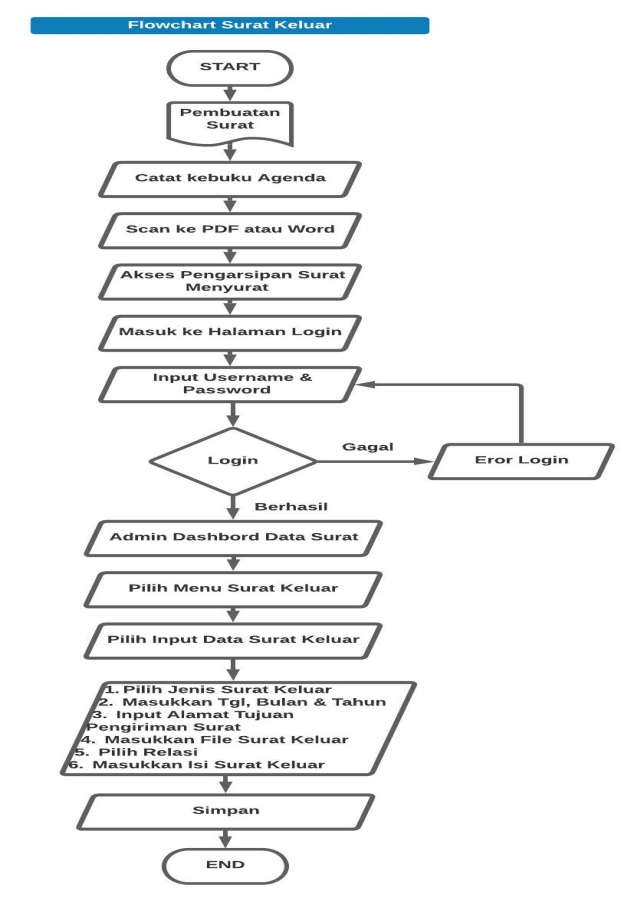 Flowchart Surat Keluar
START
Pembuatan
Surat
Catat kebuku Agenda
Scan ke PDF atau Word
Akses Pengarsipan Surat
Menyurat
Masuk ke Halaman Login
Input Username &
Password
Login
Gagal
Eror Login
Berhasil
Admin Dashbord Data Surat
Pilih Menu Surat Keluar
Pilih Input Data Surat Keluar
1. Pilih Jenis Surat Keluar
2. Masukkan Tgl, Bulan & Tahun
3. Input Alamat Tujuan
Pengiriman Surat
4. Masukkan File Surat Keluar
5. Pilih Relasi
6. Masukkan Isi Surat Keluar
Simpan
END